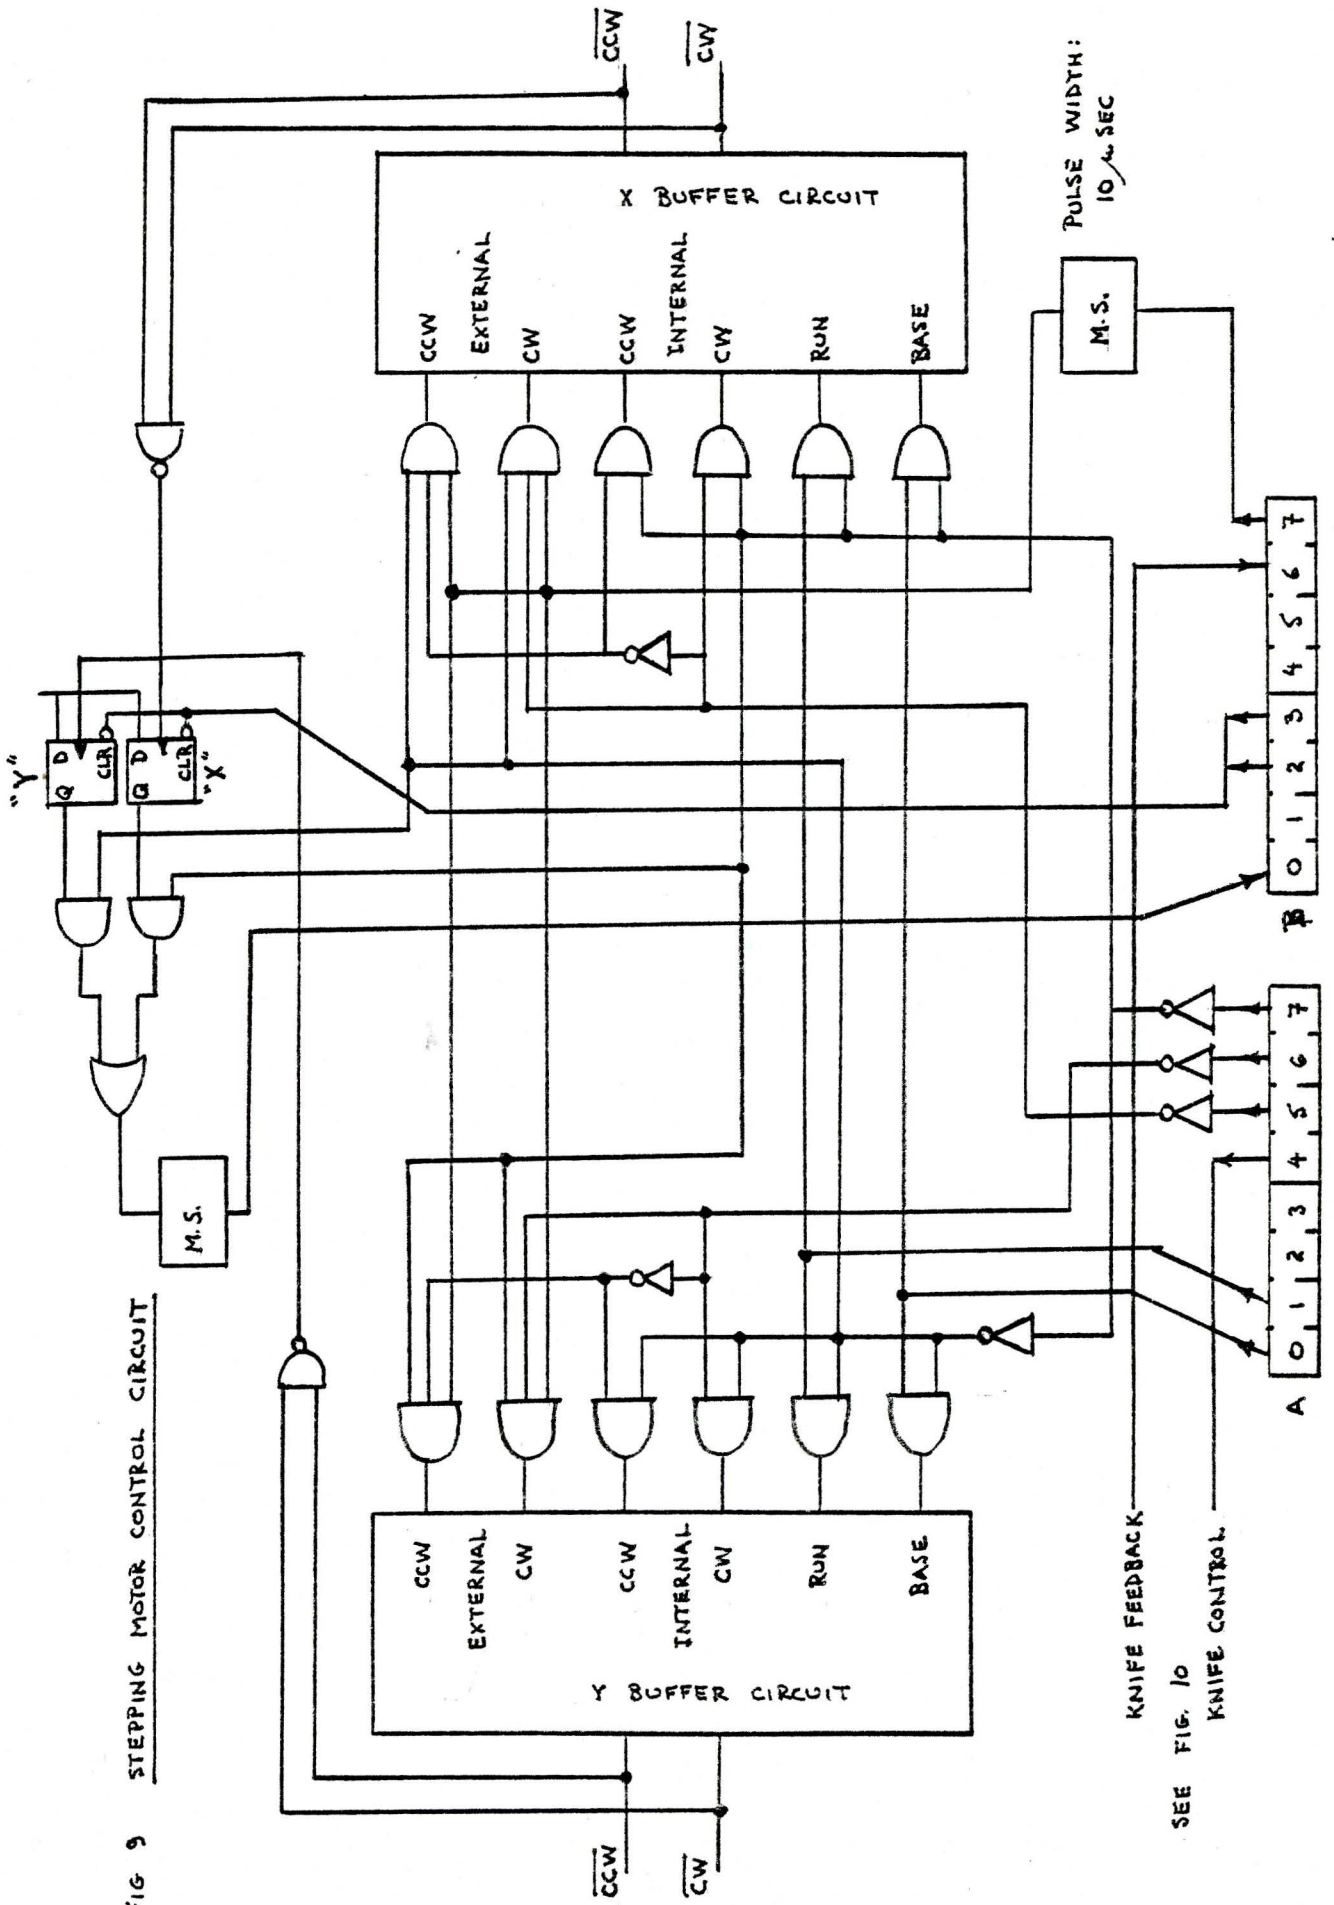 FIG 9 STEPPING MOTOR CONTROL CIRCUIT
"Y"
Q D
CLR
Q D
CLR
"X"
M.S.
CCW
CW
Y BUFFER CIRCUIT
CCW
EXTERNAL
CW
CCW
INTERNAL
CW
RUN
BASE
X BUFFER CIRCUIT
CCW
EXTERNAL
CW
CCW
INTERNAL
CW
RUN
BASE
CCW
CW
M.S.
PULSE WIDTH:
10 µ SEC
KNIFE FEEDBACK
SEE FIG. 10
KNIFE CONTROL
A
0 1 2 3 4 5 6 7
B
0 1 2 3 4 5 6 7